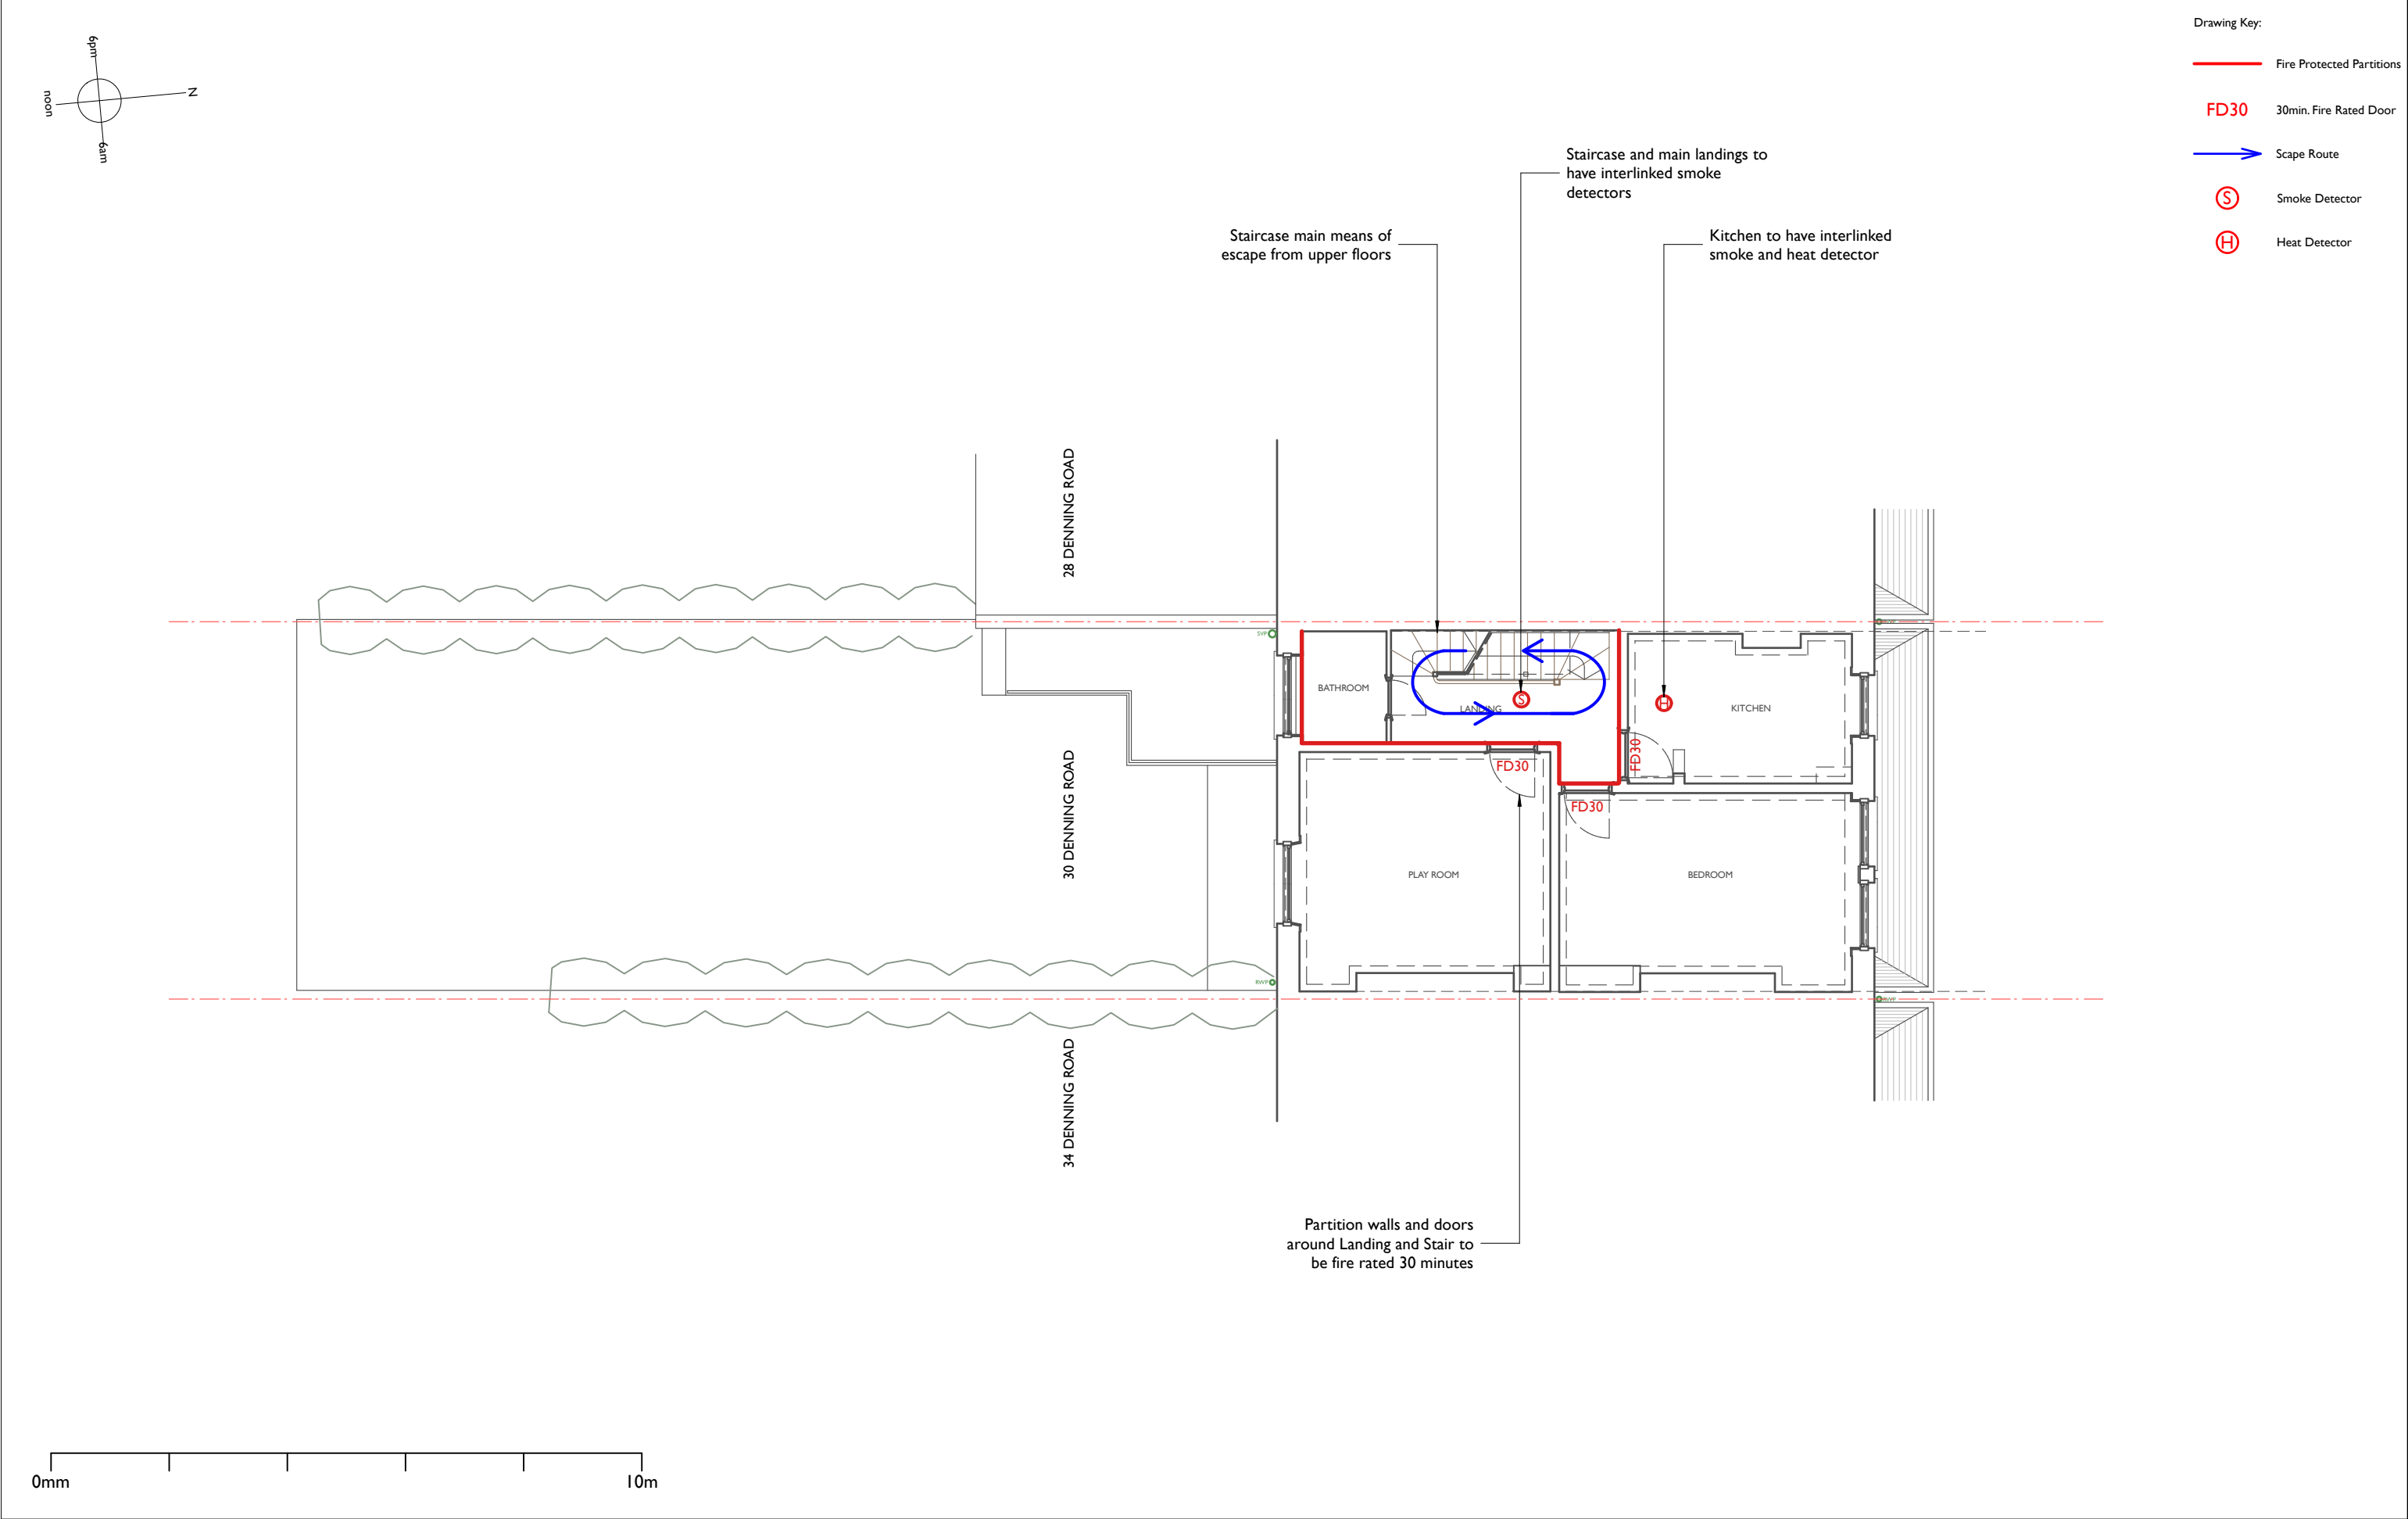 Drawing Key:
Fire Protected Partitions
FD30 30min. Fire Rated Door
Scape Route
S Smoke Detector
H Heat Detector
6pm
noon
N
6am
Staircase and main landings to
have interlinked smoke
detectors
Staircase main means of
escape from upper floors
Kitchen to have interlinked
smoke and heat detector
28 DENNING ROAD
30 DENNING ROAD
34 DENNING ROAD
SVP
BATHROOM
LANDING
S
H
KITCHEN
FD30
FD30
FD30
PLAY ROOM
BEDROOM
RWP
Partition walls and doors
around Landing and Stair to
be fire rated 30 minutes
0mm
10m